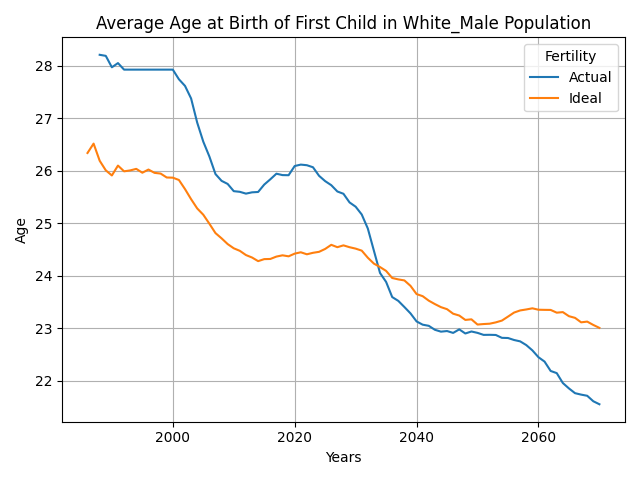 Average Age at Birth of First Child in White_Male Population
Fertility
Actual
Ideal
Age
28
27
26
25
24
23
22
2000
2020
2040
2060
Years